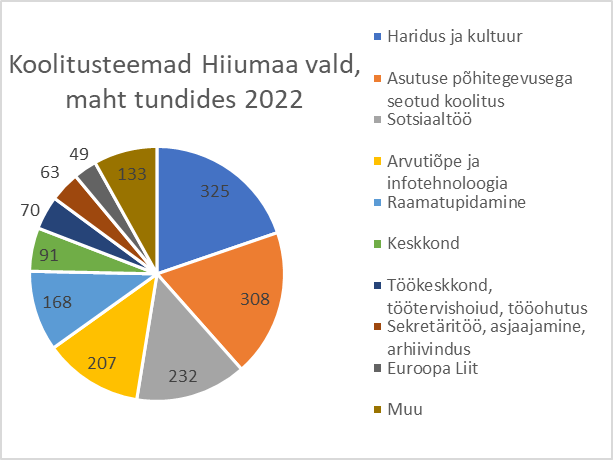 Koolitusteemad Hiiumaa vald,
maht tundides 2022
325
308
232
207
168
91
70
63
49
133
Haridus ja kultuur
Asutuse põhitegevusega
seotud koolitus
Sotsiaaltöö
Arvutiõpe ja
infotehnoloogia
Raamatupidamine
Keskkond
Töökeskkond,
töötervishoiud, tööohutus
Sekretäritöö, asjaajamine,
arhiivindus
Euroopa Liit
Muu